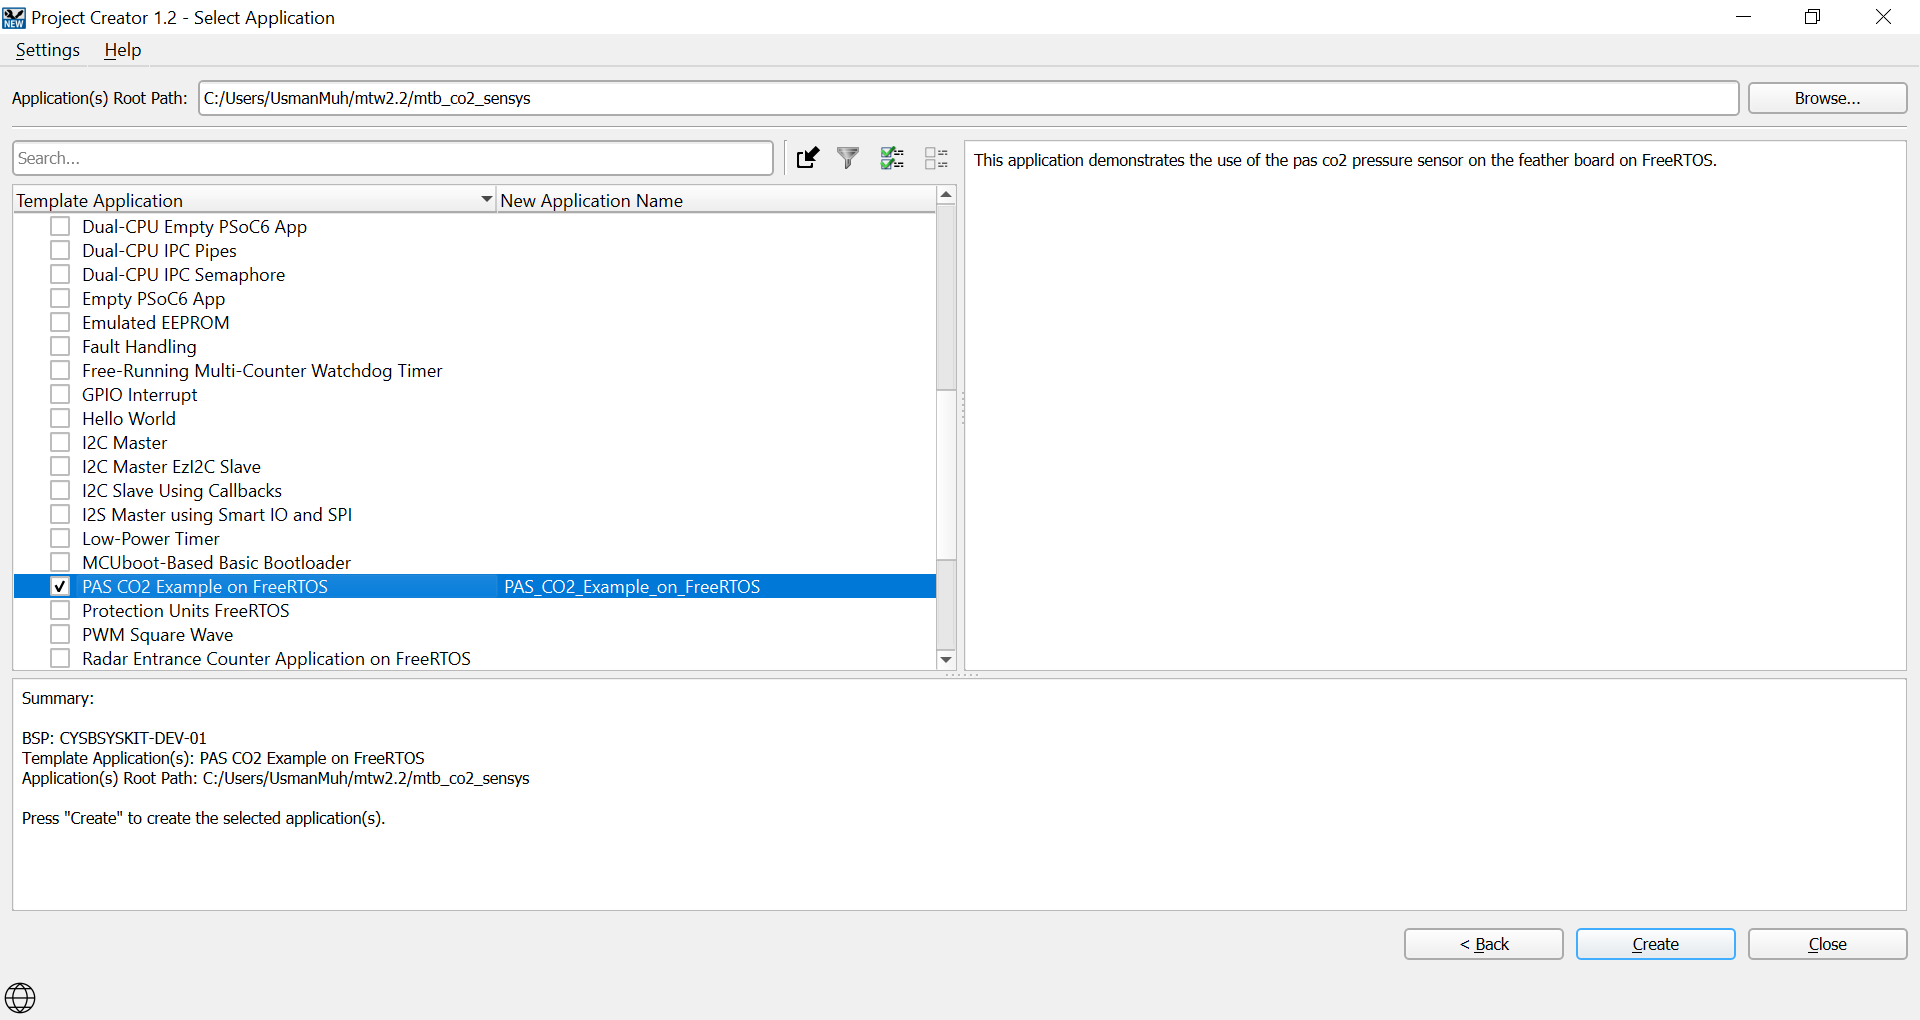 NEW
Project Creator 1.2 - Select Application
Settings Help
Application(s) Root Path: C:/Users/UsmanMuh/mtw2.2/mtb_co2_sensys Browse...
Search...
Template Application New Application Name
Dual-CPU Empty PSoC6 App
Dual-CPU IPC Pipes
Dual-CPU IPC Semaphore
Empty PSoC6 App
Emulated EEPROM
Fault Handling
Free-Running Multi-Counter Watchdog Timer
GPIO Interrupt
Hello World
I2C Master
I2C Master EzI2C Slave
I2C Slave Using Callbacks
I2S Master using Smart IO and SPI
Low-Power Timer
MCUboot-Based Basic Bootloader
PAS CO2 Example on FreeRTOS PAS_CO2_Example_on_FreeRTOS
Protection Units FreeRTOS
PWM Square Wave
Radar Entrance Counter Application on FreeRTOS
This application demonstrates the use of the pas co2 pressure sensor on the feather board on FreeRTOS.
Summary:
BSP: CYSBSYSKIT-DEV-01
Template Application(s): PAS CO2 Example on FreeRTOS
Application(s) Root Path: C:/Users/UsmanMuh/mtw2.2/mtb_co2_sensys
Press "Create" to create the selected application(s).
< Back Create Close